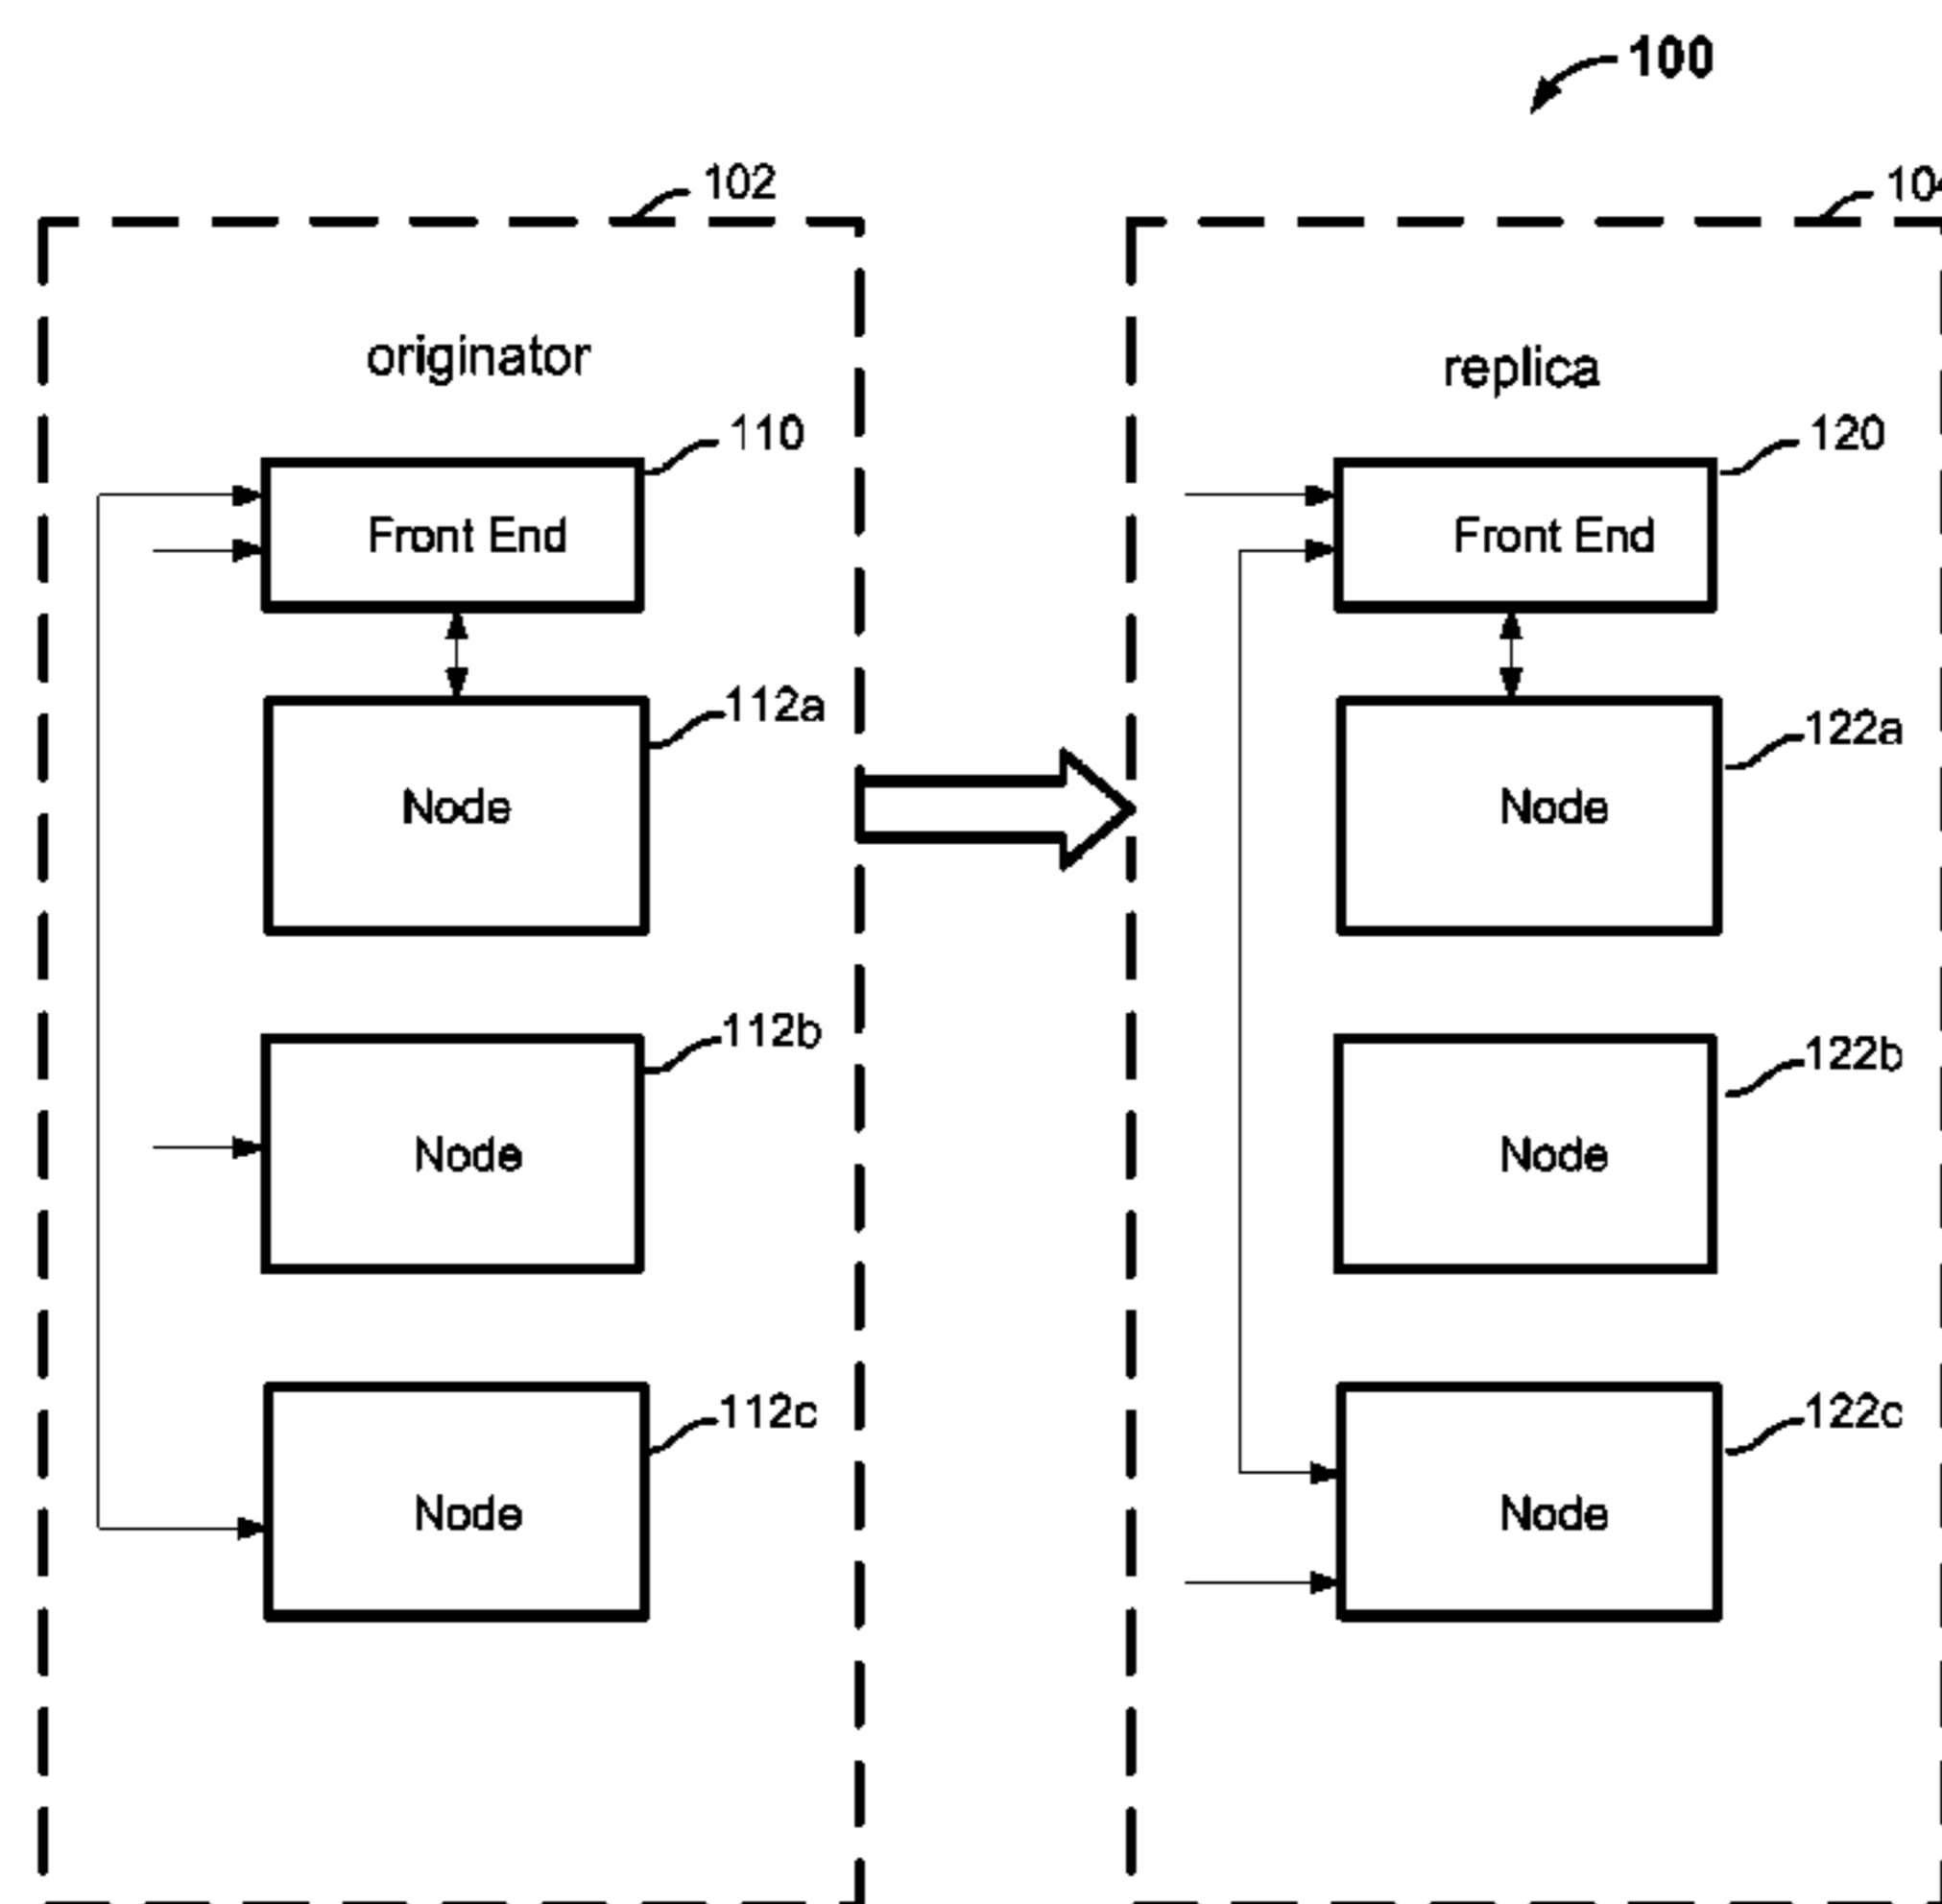 100
102
originator
110
Front End
112a
Node
112b
Node
112c
Node
replica
120
Front End
122a
Node
122b
Node
122c
Node